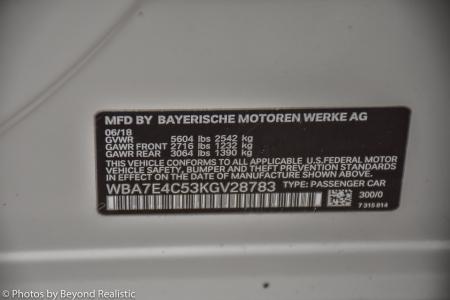 MFD BY BAYERISCHE MOTOREN WERKE AG
06/18
GVWR 5604 lbs 2542 kg
GAWR FRONT 2716 lbs 1232 kg
GAWR REAR 3064 lbs 1390 kg
THIS VEHICLE CONFORMS TO ALL APPLICABLE U.S.FEDERAL MOTOR
VEHICLE SAFETY, BUMPER AND THEFT PREVENTION STANDARDS
IN EFFECT ON THE DATE OF MANUFACTURE SHOWN ABOVE.
WBA7E4C53KGV28783 TYPE: PASSENGER CAR
300/0
7 315 814
© Photos by Beyond Realistic